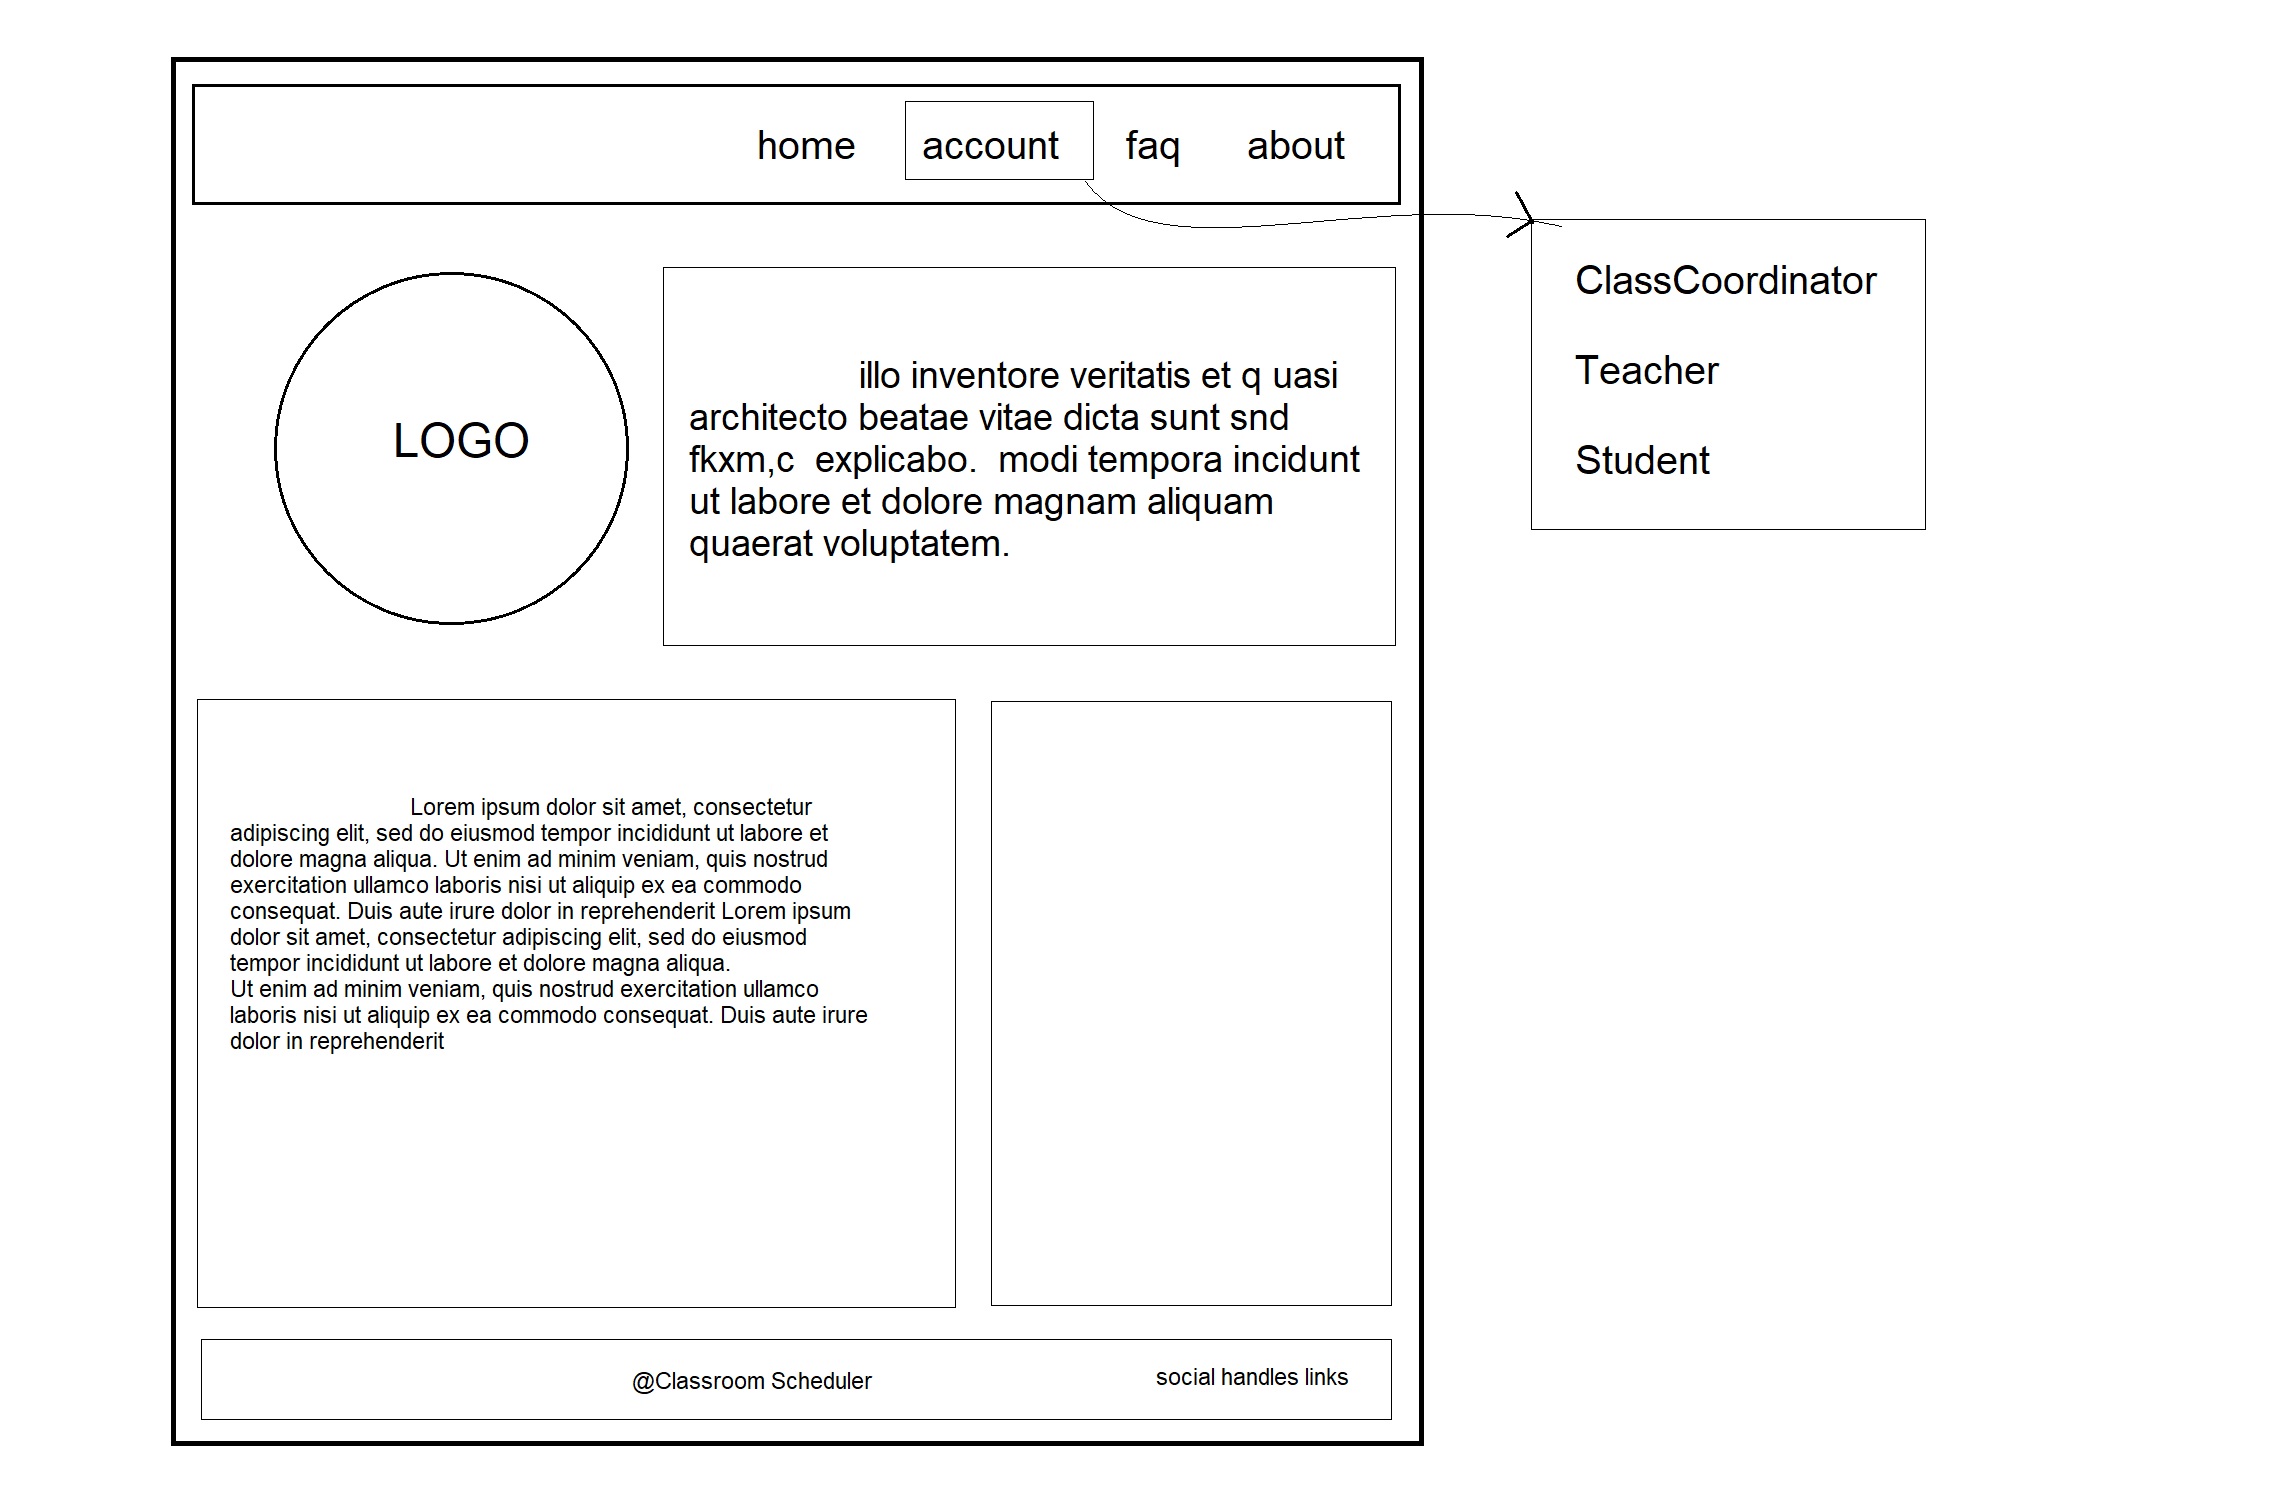 home account faq about
ClassCoordinator
Teacher
Student
LOGO
illo inventore veritatis et q uasi
architecto beatae vitae dicta sunt snd
fkxm,c  explicabo.  modi tempora incidunt
ut labore et dolore magnam aliquam
quaerat voluptatem.
Lorem ipsum dolor sit amet, consectetur
adipiscing elit, sed do eiusmod tempor incididunt ut labore et
dolore magna aliqua. Ut enim ad minim veniam, quis nostrud
exercitation ullamco laboris nisi ut aliquip ex ea commodo
consequat. Duis aute irure dolor in reprehenderit Lorem ipsum
dolor sit amet, consectetur adipiscing elit, sed do eiusmod
tempor incididunt ut labore et dolore magna aliqua.
Ut enim ad minim veniam, quis nostrud exercitation ullamco
laboris nisi ut aliquip ex ea commodo consequat. Duis aute irure
dolor in reprehenderit
@Classroom Scheduler
social handles links